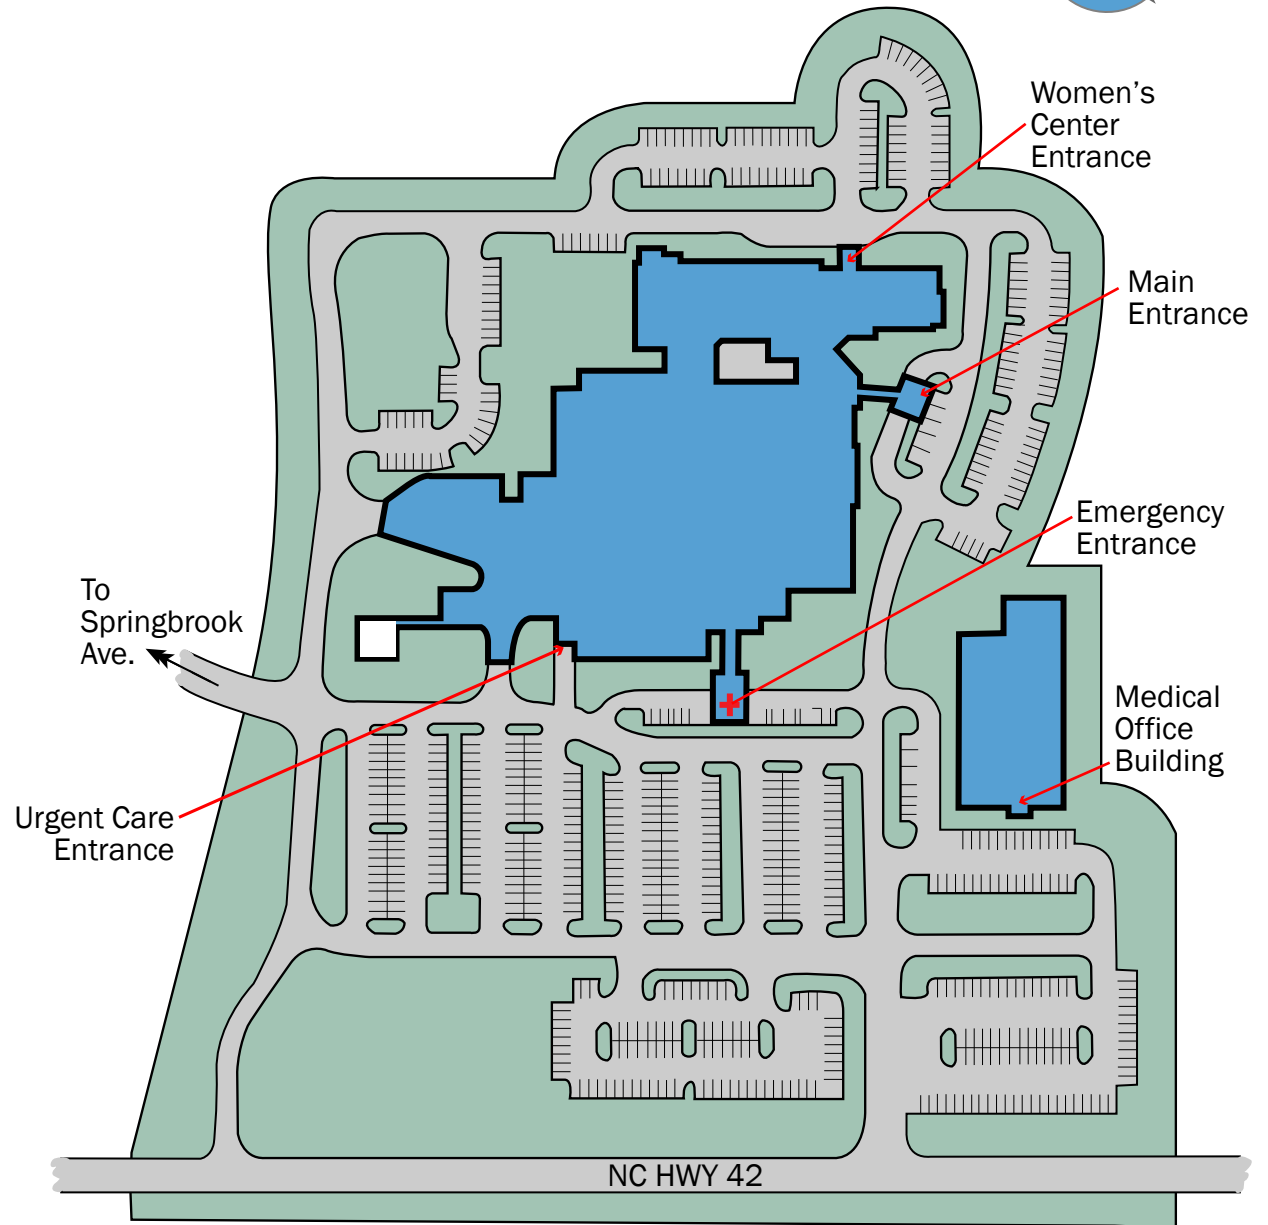 Women's
Center
Entrance
Main
Entrance
Emergency
Entrance
To
Springbrook
Ave.
Medical
Office
Building
Urgent Care
Entrance
NC HWY 42